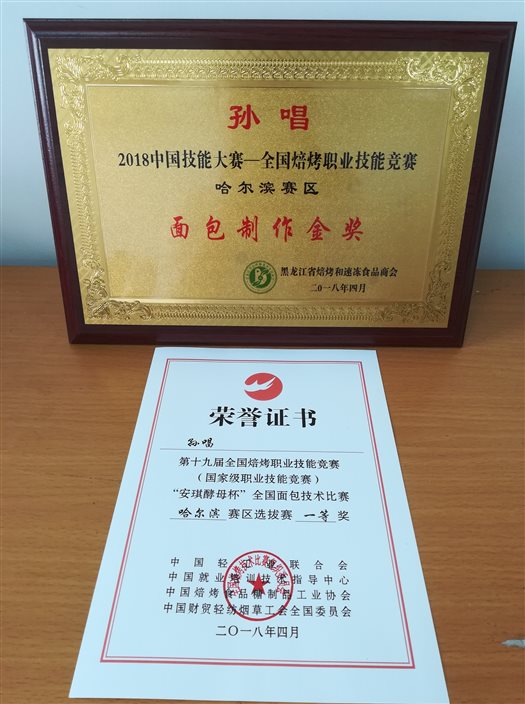 孙唱
2018中国技能大赛—全国焙烤职业技能竞赛
哈尔滨赛区
面包制作金奖
黑龙江省焙烤和速冻食品商会
二〇一八年四月
荣誉证书
孙唱
第十九届全国焙烤职业技能竞赛
（国家级职业技能竞赛）
“安琪酵母杯”全国面包技术比赛
哈尔滨 赛区选拔赛 一等 奖
中国轻工业联合会
中国就业培训技术指导中心
中国焙烤食品糖制品工业协会
中国财贸轻纺烟草工会全国委员会
二〇一八年四月